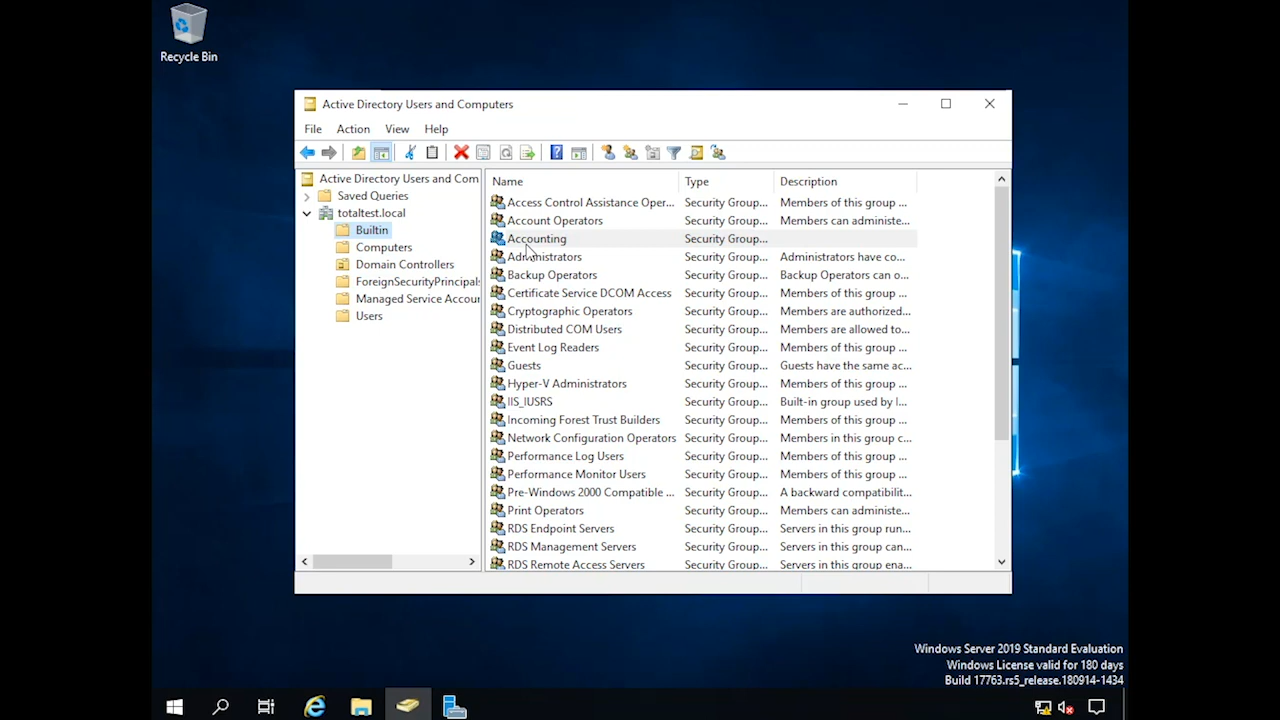 Recycle Bin
Active Directory Users and Computers
File Action View Help
Active Directory Users and Com
Saved Queries
totaltest.local
Builtin
Computers
Domain Controllers
ForeignSecurityPrincipals
Managed Service Accour
Users
Name Type Description
Access Control Assistance Oper... Security Group... Members of this group ...
Account Operators Security Group... Members can administe...
Accounting Security Group...
Administrators Security Group... Administrators have co...
Backup Operators Security Group... Backup Operators can o...
Certificate Service DCOM Access Security Group... Members of this group ...
Cryptographic Operators Security Group... Members are authorized...
Distributed COM Users Security Group... Members are allowed to...
Event Log Readers Security Group... Members of this group ...
Guests Security Group... Guests have the same ac...
Hyper-V Administrators Security Group... Members of this group ...
IIS_IUSRS Security Group... Built-in group used by I...
Incoming Forest Trust Builders Security Group... Members of this group ...
Network Configuration Operators Security Group... Members in this group c...
Performance Log Users Security Group... Members of this group ...
Performance Monitor Users Security Group... Members of this group ...
Pre-Windows 2000 Compatible ... Security Group... A backward compatibilit...
Print Operators Security Group... Members can administe...
RDS Endpoint Servers Security Group... Servers in this group run...
RDS Management Servers Security Group... Servers in this group can...
RDS Remote Access Servers Security Group... Servers in this group ena...
Windows Server 2019 Standard Evaluation
Windows License valid for 180 days
Build 17763.rs5_release.180914-1434